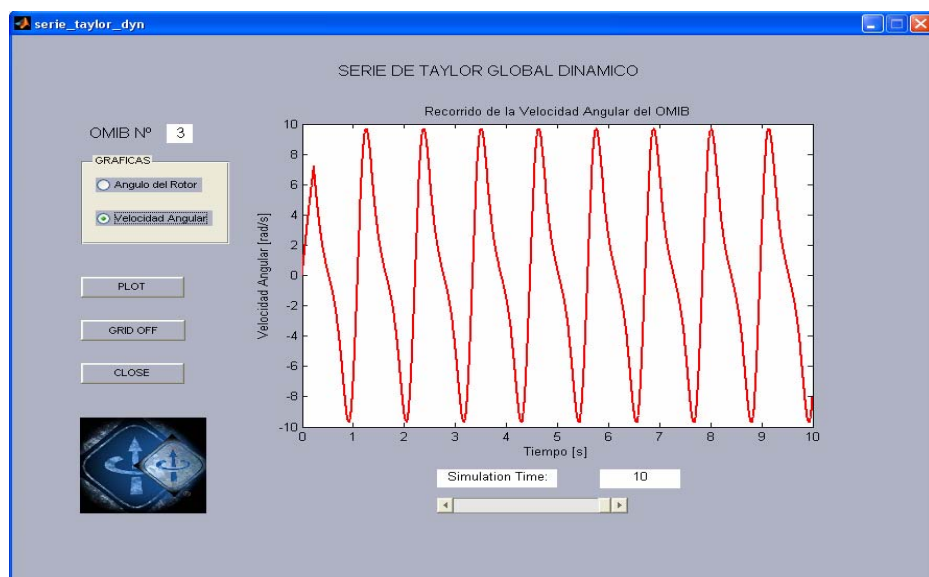 serie_taylor_dyn
SERIE DE TAYLOR GLOBAL DINAMICO
OMIB Nº 3
GRAFICAS
Angulo del Rotor
Velocidad Angular
PLOT
GRID OFF
CLOSE
Recorrido de la Velocidad Angular del OMIB
Velocidad Angular [rad/s]
10
8
6
4
2
0
-2
-4
-6
-8
-10
0 1 2 3 4 5 6 7 8 9 10
Tiempo [s]
Simulation Time: 10